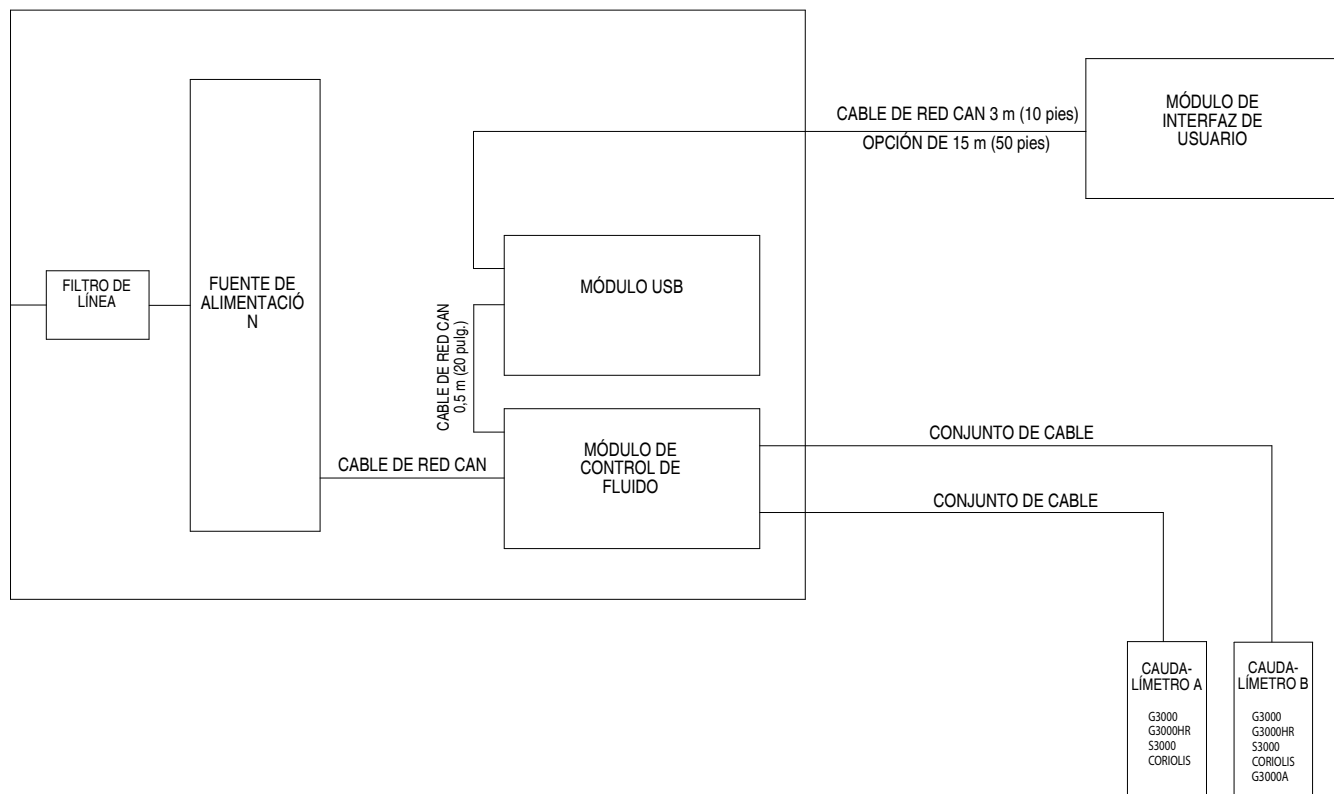 CABLE DE RED CAN 3 m (10 pies)
OPCIÓN DE 15 m (50 pies)
MÓDULO DE
INTERFAZ DE
USUARIO
FILTRO DE
LÍNEA
FUENTE DE
ALIMENTACIÓ
N
MÓDULO USB
CABLE DE RED CAN
0,5 m (20 pulg.)
CABLE DE RED CAN
MÓDULO DE
CONTROL DE
FLUIDO
CONJUNTO DE CABLE
CONJUNTO DE CABLE
CAUDA-
LÍMETRO A
G3000
G3000HR
S3000
CORIOLIS
CAUDA-
LÍMETRO B
G3000
G3000HR
S3000
CORIOLIS
G3000A